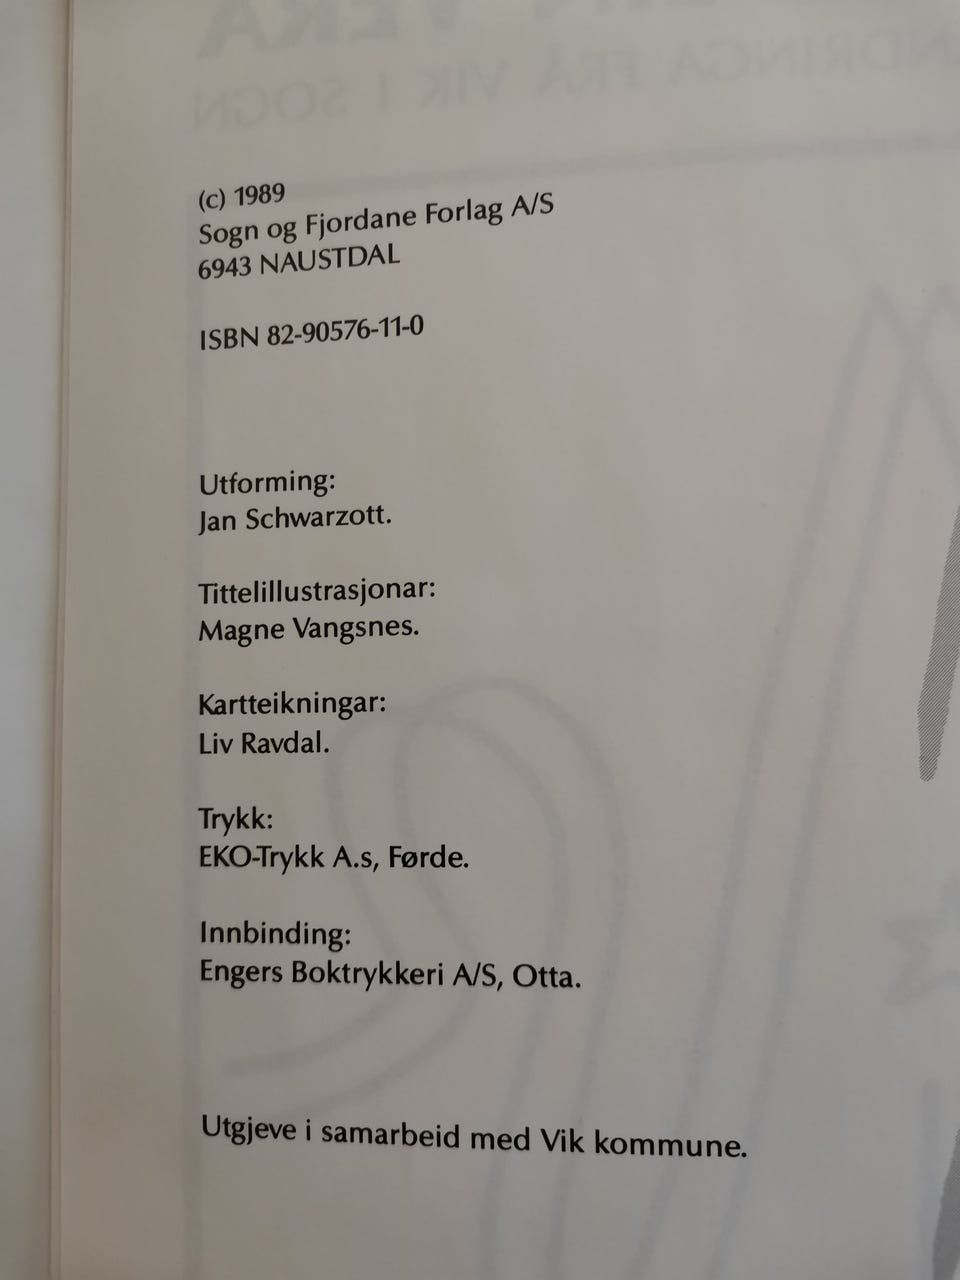 (c) 1989
Sogn og Fjordane Forlag A/S
6943 NAUSTDAL
ISBN 82-90576-11-0
Utforming:
Jan Schwarzott.
Tittelillustrasjonar:
Magne Vangsnes.
Kartteikningar:
Liv Ravdal.
Trykk:
EKO-Trykk A.s, Førde.
Innbinding:
Engers Boktrykkeri A/S, Otta.
Utgjeve i samarbeid med Vik kommune.